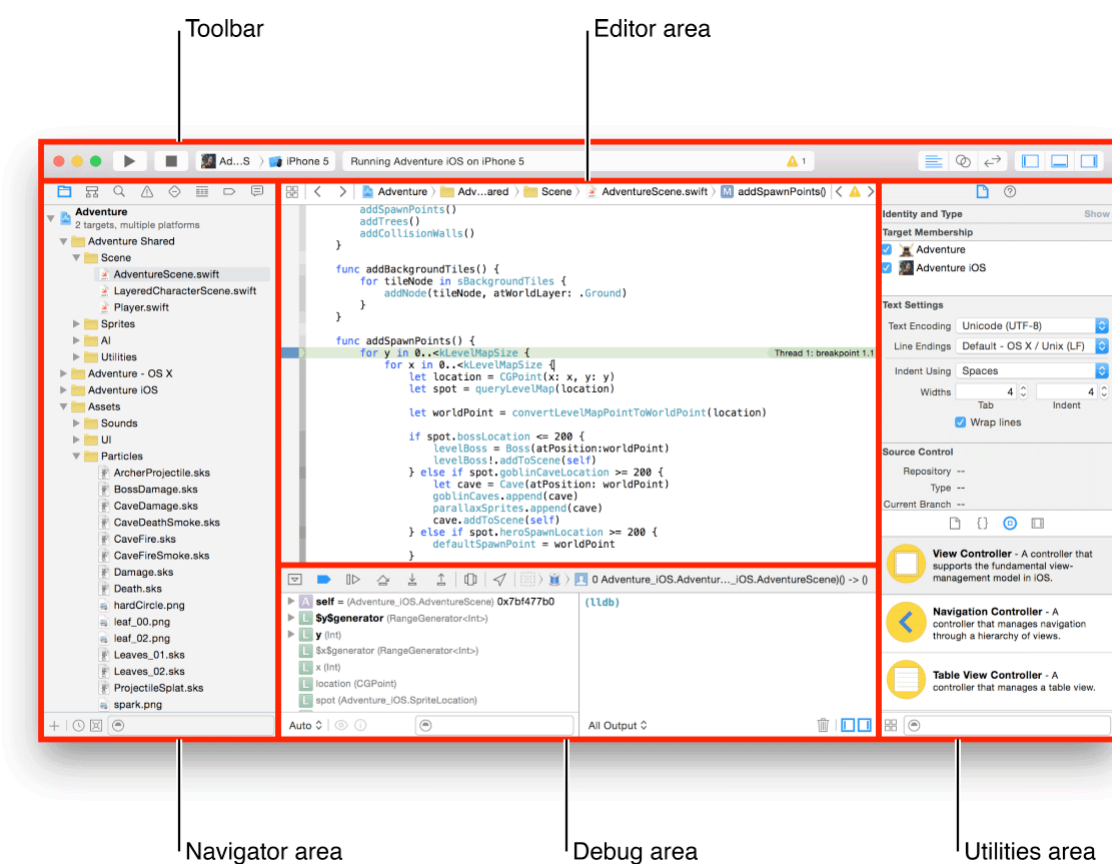 Toolbar
Editor area
Ad...S 〉 iPhone 5
Running Adventure iOS on iPhone 5
1
Adventure 〉 Adv...ared 〉 Scene 〉 AdventureScene.swift 〉 M addSpawnPoints()
Adventure
2 targets, multiple platforms
Adventure Shared
Scene
AdventureScene.swift
LayeredCharacterScene.swift
Player.swift
Sprites
AI
Utilities
Adventure - OS X
Adventure iOS
Assets
Sounds
UI
Particles
ArcherProjectile.sks
BossDamage.sks
CaveDamage.sks
CaveDeathSmoke.sks
CaveFire.sks
CaveFireSmoke.sks
Damage.sks
Death.sks
hardCircle.png
leaf_00.png
leaf_02.png
Leaves_01.sks
Leaves_02.sks
ProjectileSplat.sks
spark.png
addSpawnPoints()
addTrees()
addCollisionWalls()
}
func addBackgroundTiles() {
for tileNode in sBackgroundTiles {
addNode(tileNode, atWorldLayer: .Ground)
}
}
func addSpawnPoints() {
for y in 0..<kLevelMapSize {
Thread 1: breakpoint 1.1
for x in 0..<kLevelMapSize {
let location = CGPoint(x: x, y: y)
let spot = queryLevelMap(location)
let worldPoint = convertLevelMapPointToWorldPoint(location)
if spot.bossLocation <= 200 {
levelBoss = Boss(atPosition:worldPoint)
levelBoss!.addToScene(self)
} else if spot.goblinCaveLocation >= 200 {
let cave = Cave(atPosition: worldPoint)
goblinCaves.append(cave)
parallaxSprites.append(cave)
cave.addToScene(self)
} else if spot.heroSpawnLocation >= 200 {
defaultSpawnPoint = worldPoint
}
0 Adventure_iOS.Adventur..._iOS.AdventureScene)() -> ()
A self = (Adventure_iOS.AdventureScene) 0x7bf477b0
L $y$generator (RangeGenerator<Int>)
L y (Int)
L $x$generator (RangeGenerator<Int>)
L x (Int)
L location (CGPoint)
L spot (Adventure_iOS.SpriteLocation)
Auto
(lldb)
All Output
Identity and Type Show
Target Membership
Adventure
Adventure iOS
Text Settings
Text Encoding Unicode (UTF-8)
Line Endings Default - OS X / Unix (LF)
Indent Using Spaces
Widths 4 4
Tab Indent
Wrap lines
Source Control
Repository --
Type --
Current Branch --
View Controller - A controller that
supports the fundamental view-
management model in iOS.
Navigation Controller - A
controller that manages navigation
through a hierarchy of views.
Table View Controller - A
controller that manages a table view.
Navigator area
Debug area
Utilities area